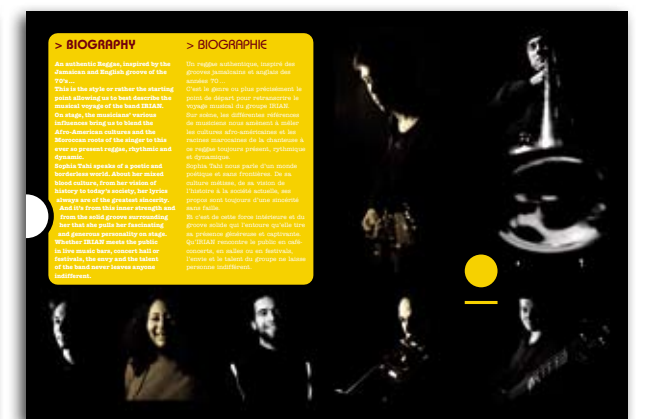 > BIOGRAPHY
An authentic Reggae, inspired by the
Jamaican and English groove of the
70's...
This is the style or rather the starting
point allowing us to best describe the
musical voyage of the band IRIAM.
On stage, the musicians' various
influences bring us to blend the
Afro-American cultures and the
Moroccan roots of the singer to this
ever so present reggae, rhythmic and
dynamic.
Sophia Tahi speaks of a poetic and
borderless world. About her mixed
blood culture, from her vision of
history to today's society, her lyrics
always are of the greatest sincerity.
And it's from this inner strength and
from the solid groove surrounding
her that she pulls her fascinating
and generous personality on stage.
Whether IRIAM meets the public
in live music bars, concert hall or
festivals, the envy and the talent
of the band never leaves anyone
indifferent.
> BIOGRAPHIE
Un reggae authentique, inspiré des
grooves jamaïcains et anglais des
années 70...
C'est le genre ou plus précisément le
point de départ pour retranscrire le
voyage musical du groupe IRIAM.
Sur scène, les différentes références
de musiciens nous amènent à mêler
les cultures afro-américaines et les
racines marocaines de la chanteuse à
ce reggae toujours présent, rythmique
et dynamique.
Sophia Tahi nous parle d'un monde
poétique et sans frontières. De sa
culture métisse, de sa vision de
l'histoire à la société actuelle, ses
propos sont toujours d'une sincérité
sans faille.
Et c'est de cette force intérieure et du
groove solide qui l'entoure qu'elle tire
sa présence généreuse et captivante.
Qu'IRIAM rencontre le public en café-
concerts, en salles ou en festivals,
l'envie et le talent du groupe ne laisse
personne indifférent.